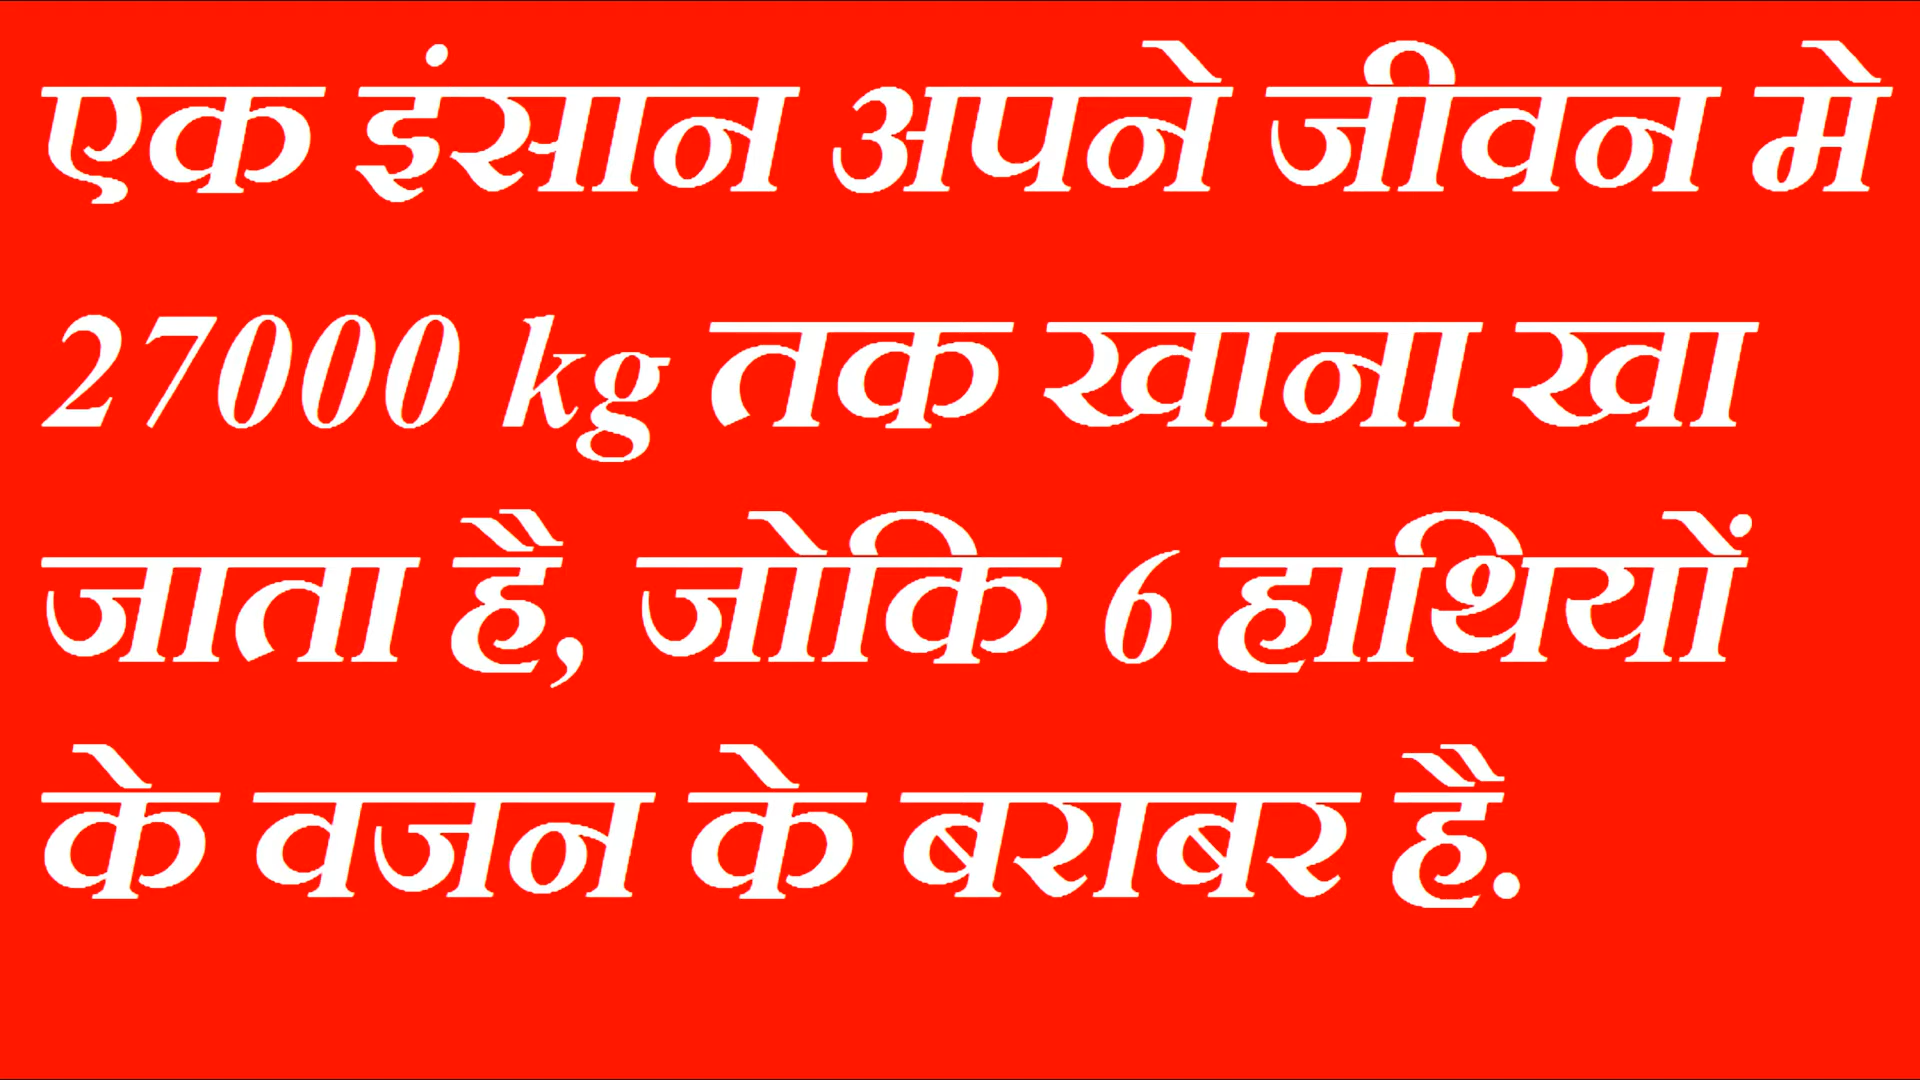 एक इंसान अपने जीवन मे
27000 kg तक खाना खा
जाता है, जोकि 6 हाथियों
के वजन के बराबर है.